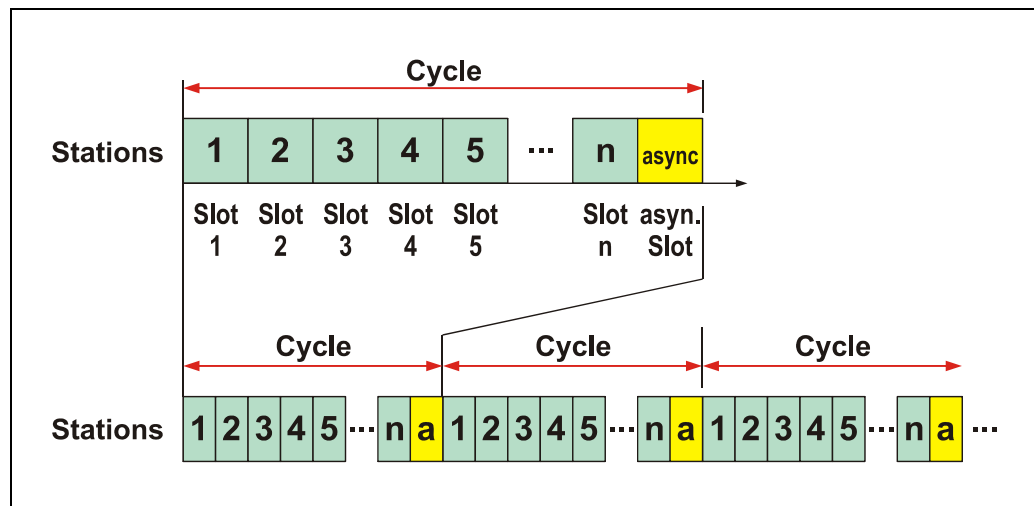 Cycle
Stations 1 2 3 4 5 ... n async
Slot 1 Slot 2 Slot 3 Slot 4 Slot 5 Slot n asyn. Slot
Cycle Cycle Cycle
Stations 1 2 3 4 5 ... n a 1 2 3 4 5 ... n a 1 2 3 4 5 ... n a ...